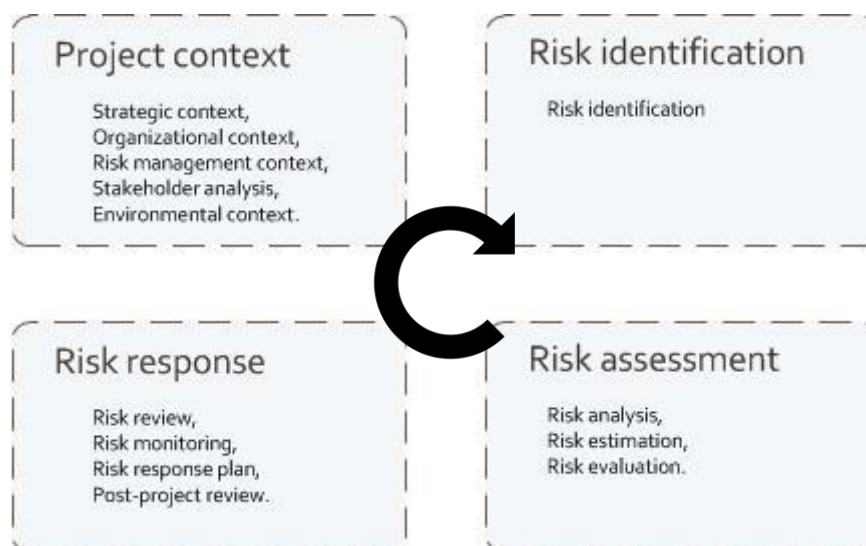 Project context
Strategic context,
Organizational context,
Risk management context,
Stakeholder analysis,
Environmental context.
Risk identification
Risk identification
Risk response
Risk review,
Risk monitoring,
Risk response plan,
Post-project review.
Risk assessment
Risk analysis,
Risk estimation,
Risk evaluation.